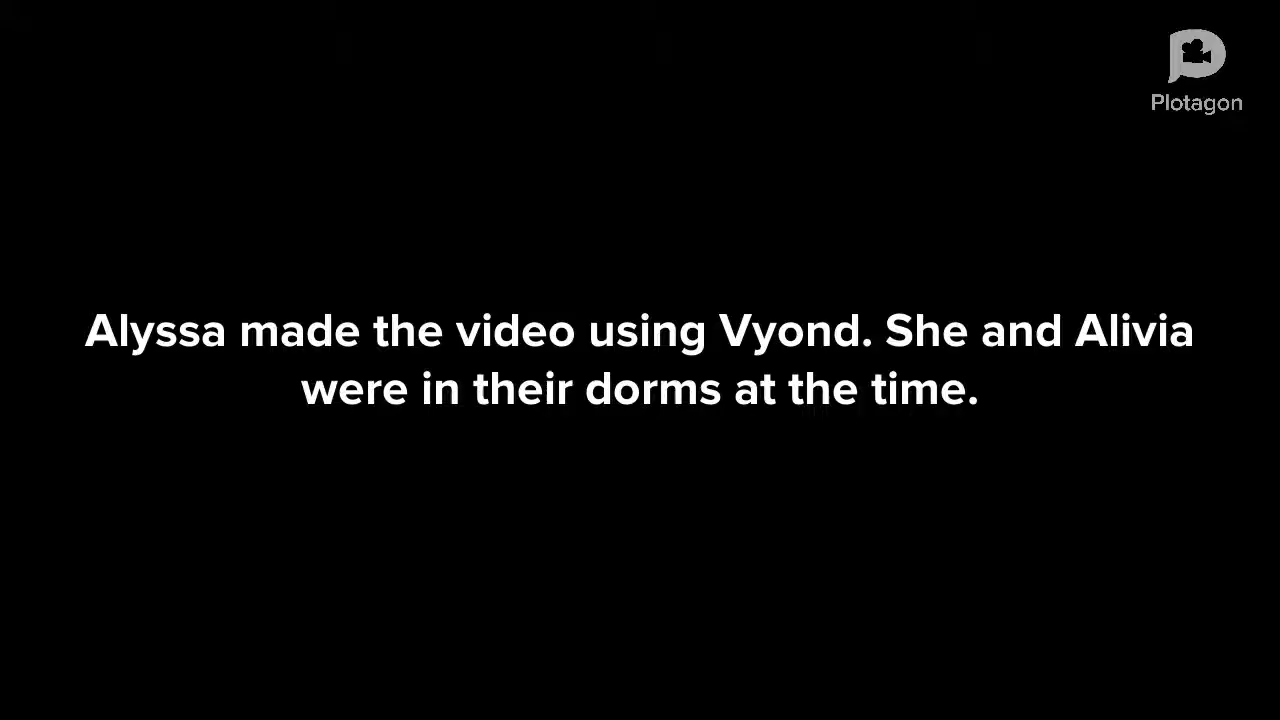 Plotagon
Alyssa made the video using Vyond. She and Alivia
were in their dorms at the time.